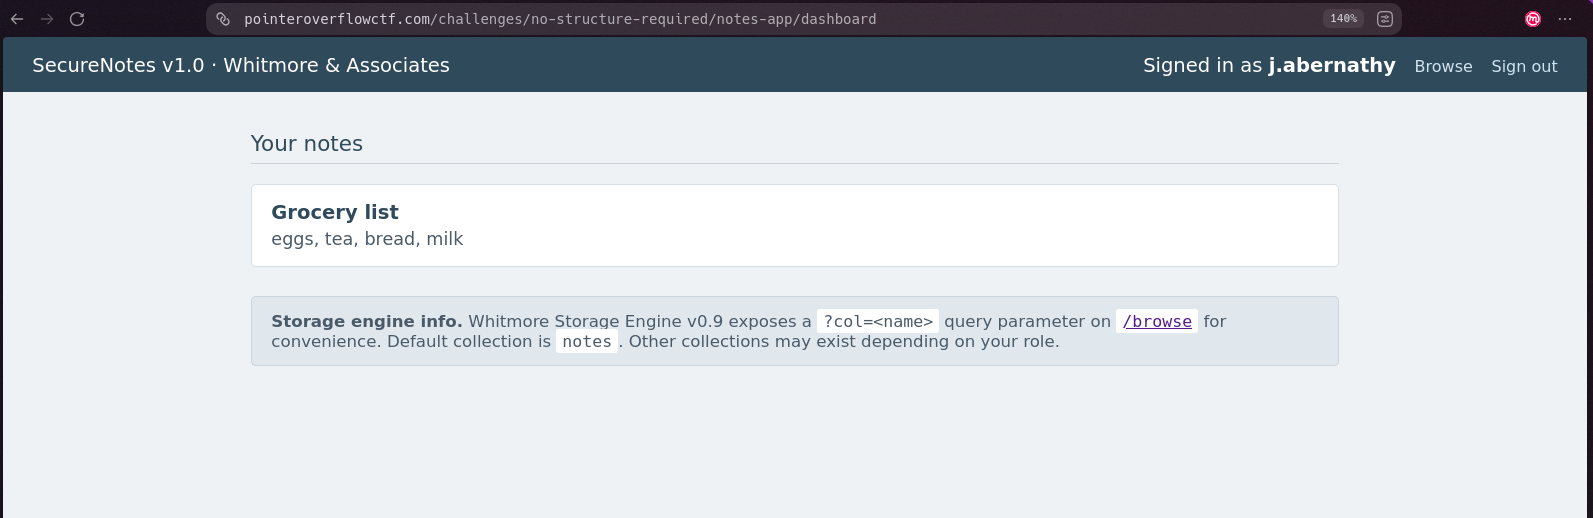 pointeroverflowctf.com/challenges/no-structure-required/notes-app/dashboard 140%
SecureNotes v1.0 · Whitmore & Associates Signed in as j.abernathy Browse Sign out
Your notes
Grocery list
eggs, tea, bread, milk
Storage engine info. Whitmore Storage Engine v0.9 exposes a ?col=<name> query parameter on /browse for
convenience. Default collection is notes. Other collections may exist depending on your role.